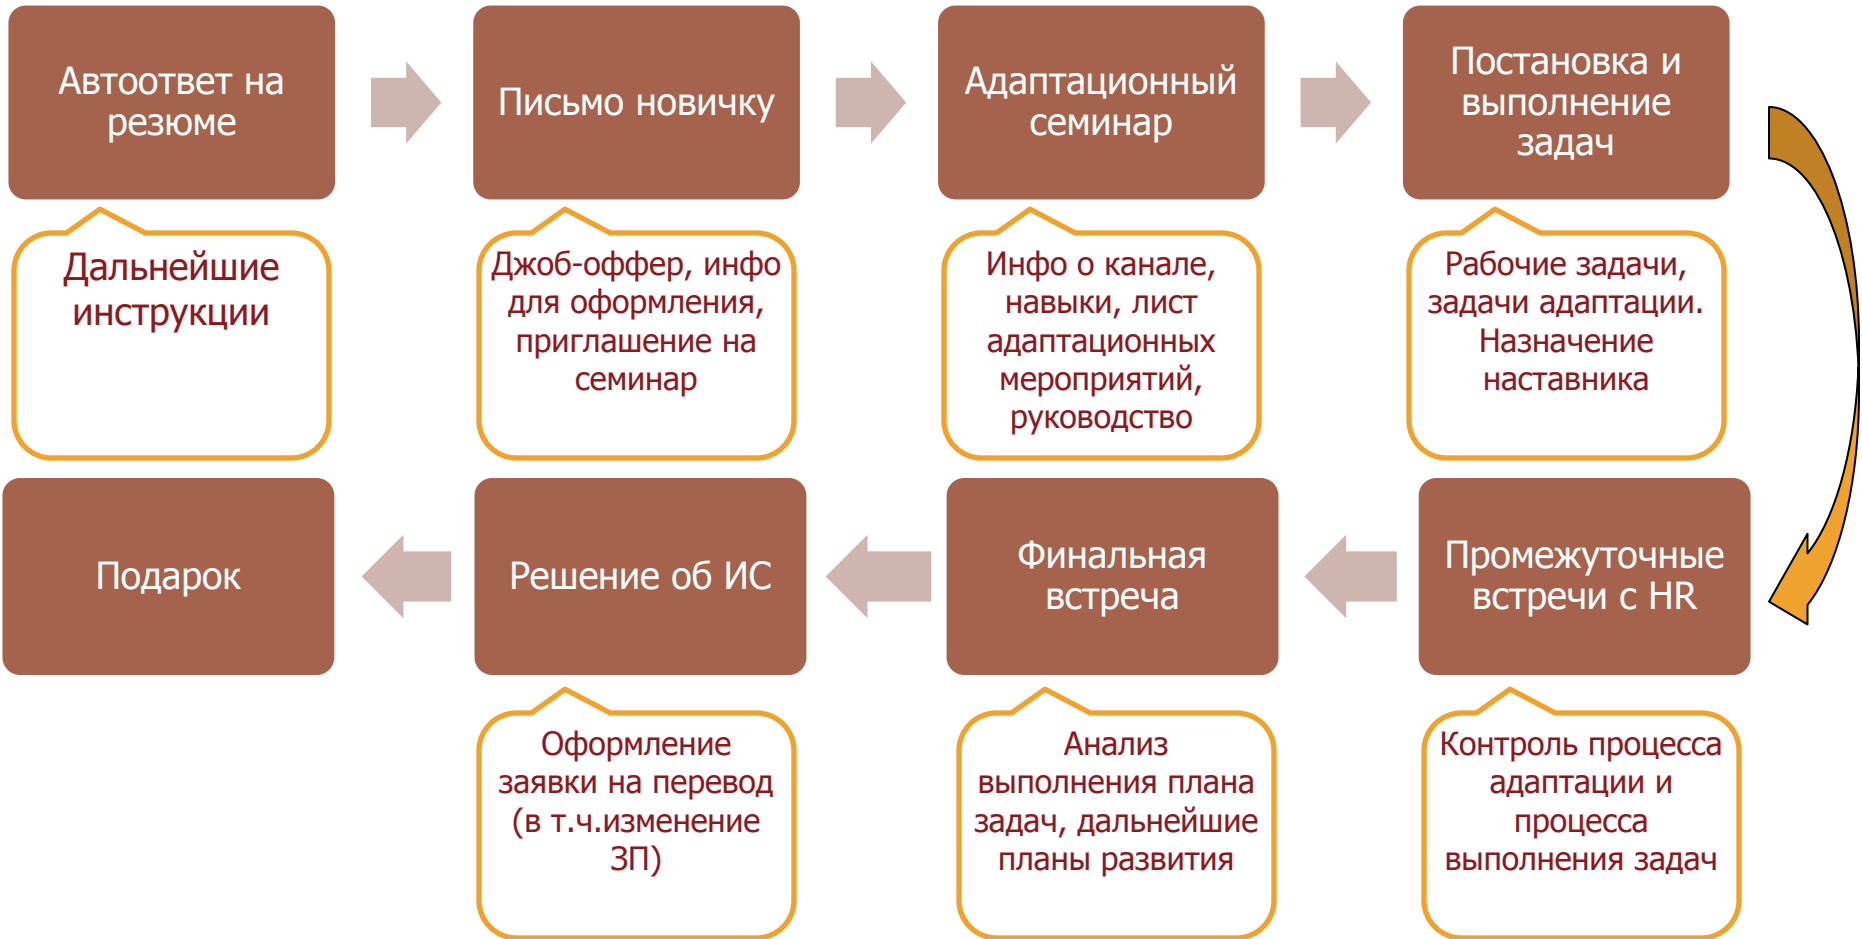 Автоответ на
резюме
Письмо новичку
Адаптационный
семинар
Постановка и
выполнение
задач
Дальнейшие
инструкции
Джоб-оффер, инфо
для оформления,
приглашение на
семинар
Инфо о канале,
навыки, лист
адаптационных
мероприятий,
руководство
Рабочие задачи,
задачи адаптации.
Назначение
наставника
Подарок
Решение об ИС
Финальная
встреча
Промежуточные
встречи с HR
Оформление
заявки на перевод
(в т.ч.изменение
ЗП)
Анализ
выполнения плана
задач, дальнейшие
планы развития
Контроль процесса
адаптации и
процесса
выполнения задач